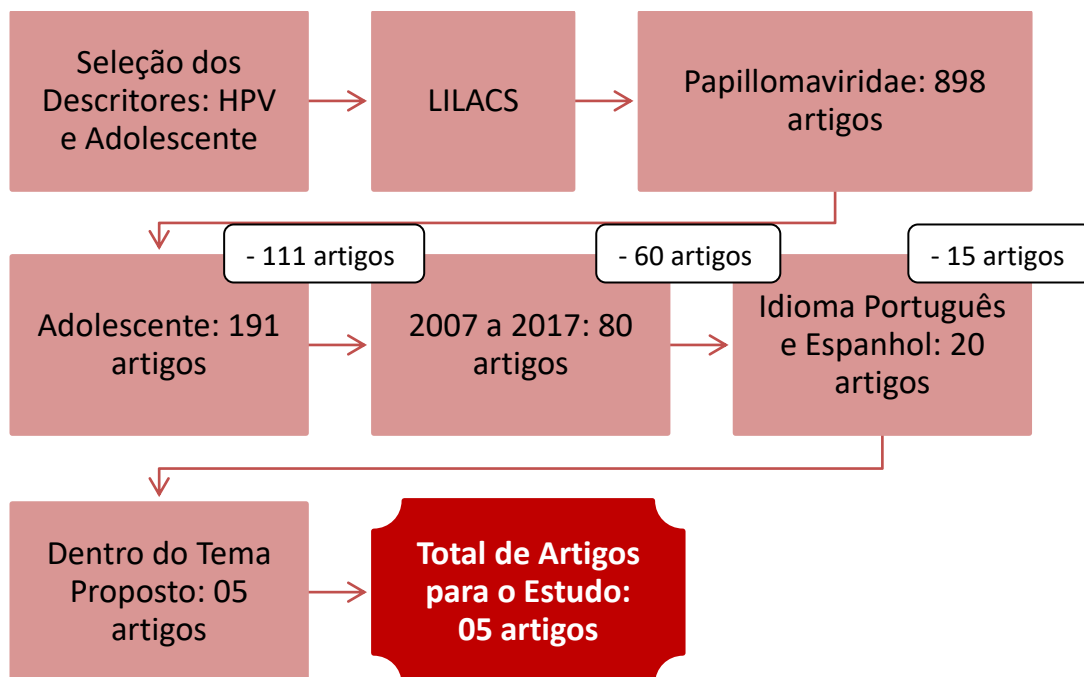 Seleção dos
Descritores: HPV
e Adolescente
LILACS
Papillomaviridae: 898
artigos
- 111 artigos
- 60 artigos
- 15 artigos
Adolescente: 191
artigos
2007 a 2017: 80
artigos
Idioma Português
e Espanhol: 20
artigos
Dentro do Tema
Proposto: 05
artigos
Total de Artigos
para o Estudo:
05 artigos